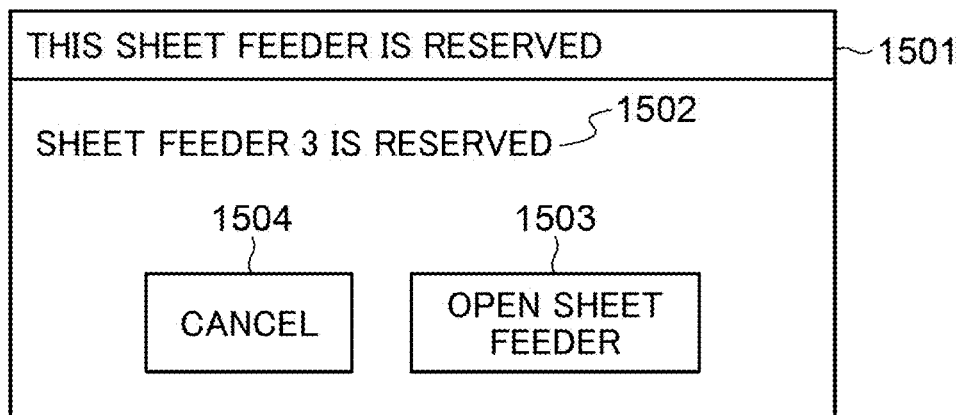 THIS SHEET FEEDER IS RESERVED
1501
1502
SHEET FEEDER 3 IS RESERVED
1504
1503
CANCEL
OPEN SHEET
FEEDER